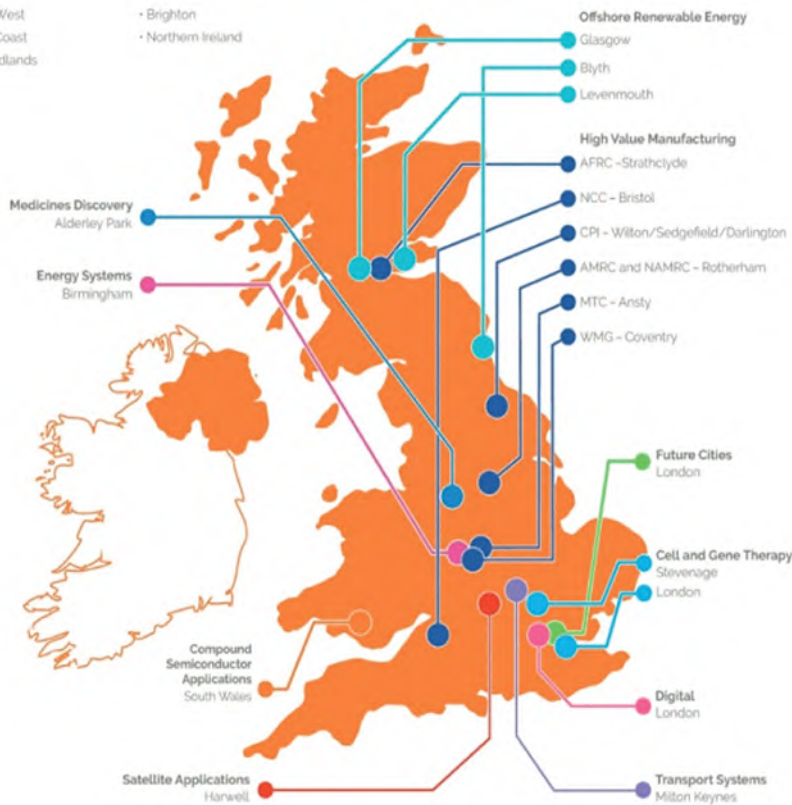 West
Coast
dlands
• Brighton
• Northern Ireland
Offshore Renewable Energy
Glasgow
Blyth
Levenmouth
High Value Manufacturing
AFRC –Strathclyde
NCC – Bristol
CPI – Wilton/Sedgefield/Darlington
AMRC and NAMRC – Rotherham
MTC – Ansty
WMG – Coventry
Medicines Discovery
Alderley Park
Energy Systems
Birmingham
Future Cities
London
Cell and Gene Therapy
Stevenage
London
Compound
Semiconductor
Applications
South Wales
Digital
London
Satellite Applications
Harwell
Transport Systems
Milton Keynes